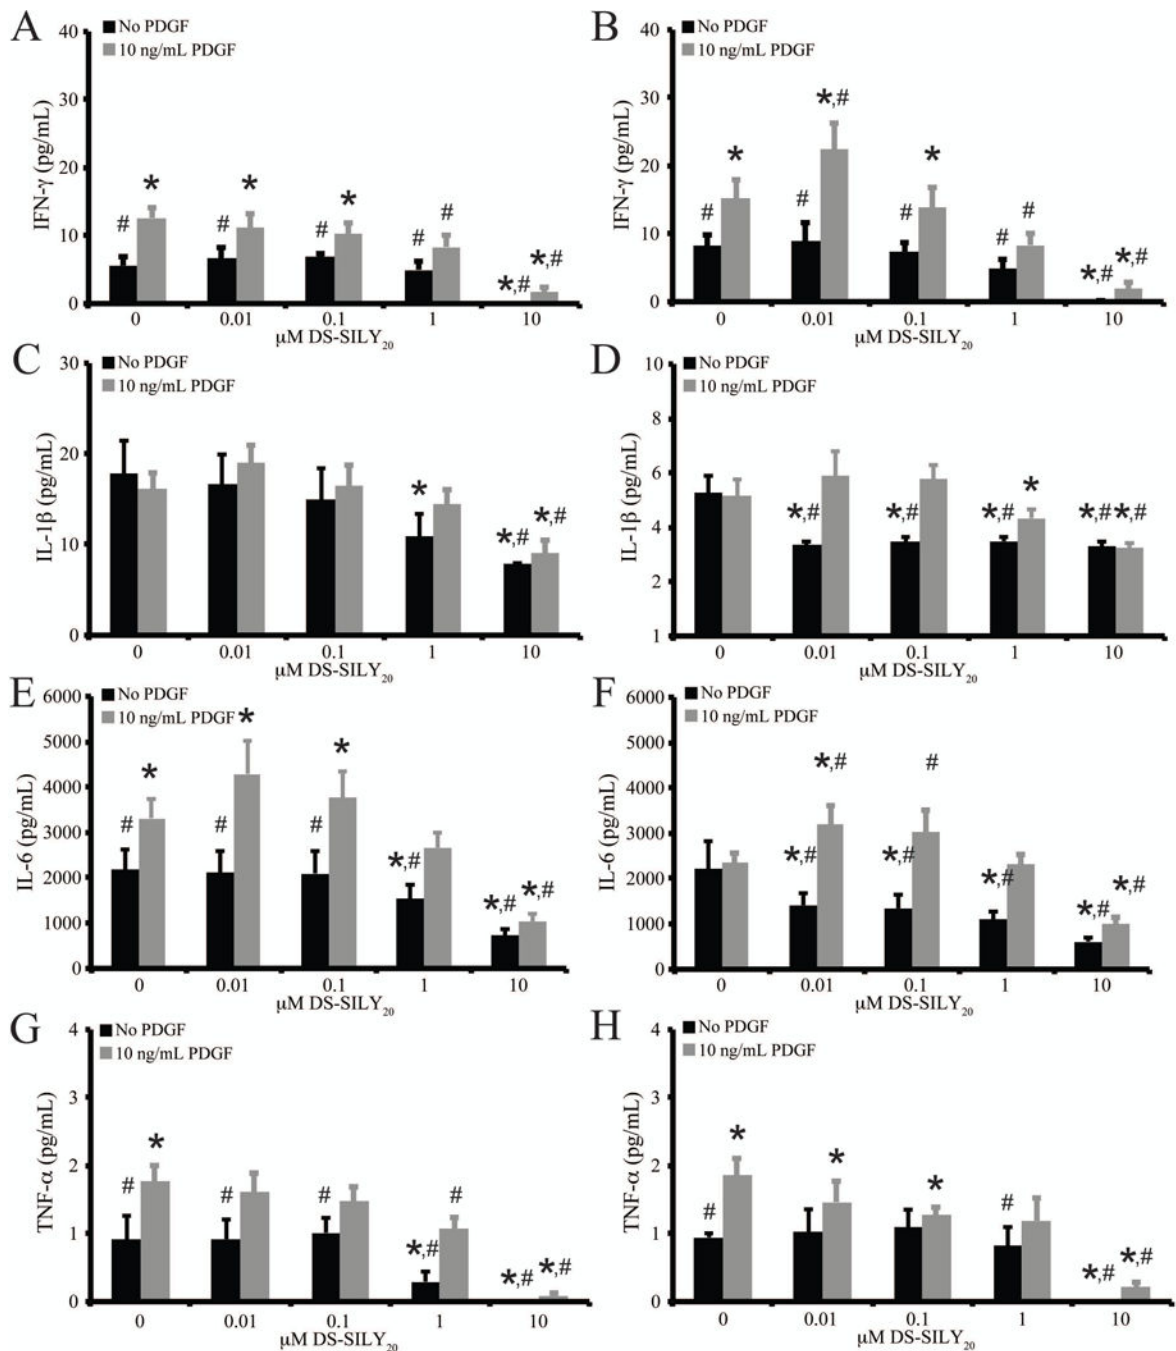 A
No PDGF
10 ng/mL PDGF
IFN-γ (pg/mL)
40
30
20
10
0
# * # * # * # # *,# *,#
0 0.01 0.1 1 10
μM DS-SILY20
B
No PDGF
10 ng/mL PDGF
IFN-γ (pg/mL)
40
30
20
10
0
# * # *,# # * # # *,# *,#
0 0.01 0.1 1 10
μM DS-SILY20
C
No PDGF
10 ng/mL PDGF
IL-1β (pg/mL)
30
20
10
0
* *,# *,#
0 0.01 0.1 1 10
μM DS-SILY20
D
No PDGF
10 ng/mL PDGF
IL-1β (pg/mL)
10
8
6
4
2
1
*,# *,# *,# * *,# *,#
0 0.01 0.1 1 10
μM DS-SILY20
E
No PDGF
10 ng/mL PDGF
IL-6 (pg/mL)
6000
5000
4000
3000
2000
1000
0
# * # * # * *,# *,# *,#
0 0.01 0.1 1 10
μM DS-SILY20
F
No PDGF
10 ng/mL PDGF
IL-6 (pg/mL)
6000
5000
4000
3000
2000
1000
0
*,# *,# *,# # *,# *,# *,#
0 0.01 0.1 1 10
μM DS-SILY20
G
No PDGF
10 ng/mL PDGF
TNF-α (pg/mL)
4
3
2
1
0
# * # # *,# # *,# *,#
0 0.01 0.1 1 10
μM DS-SILY20
H
No PDGF
10 ng/mL PDGF
TNF-α (pg/mL)
4
3
2
1
0
# * * * # *,# *,#
0 0.01 0.1 1 10
μM DS-SILY20